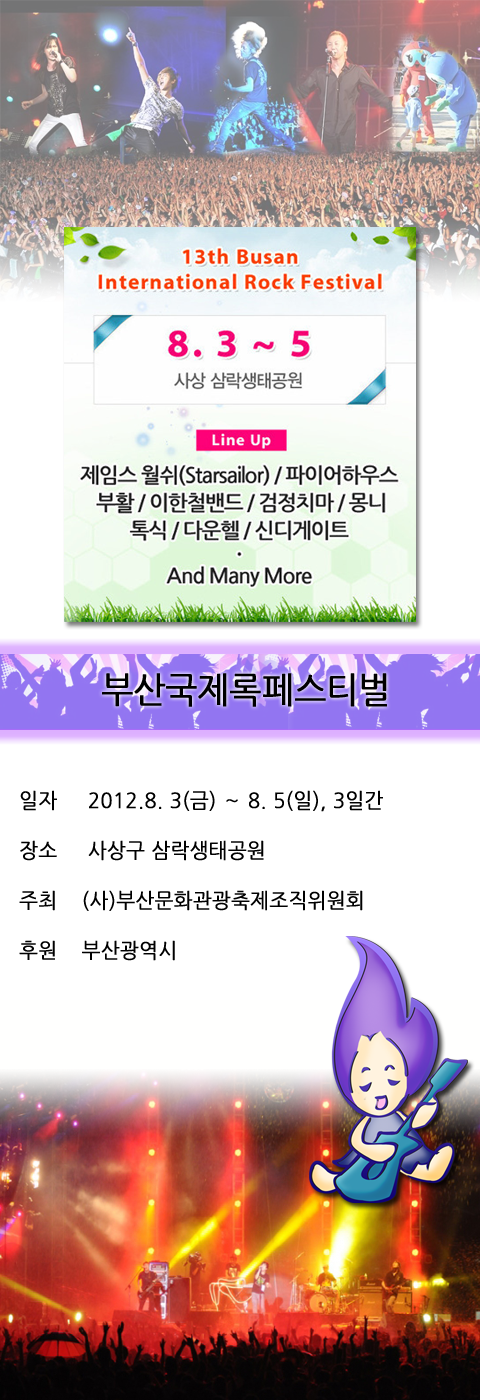 13th Busan
International Rock Festival
8. 3 ~ 5
사상 삼락생태공원
Line Up
제임스 월쉬(Starsailor) / 파이어하우스
부활 / 이한철밴드 / 검정치마 / 몽니
톡식 / 다운헬 / 신디게이트
·
And Many More
부산국제록페스티벌
일자 2012.8. 3(금) ~ 8. 5(일), 3일간
장소 사상구 삼락생태공원
주최 (사)부산문화관광축제조직위원회
후원 부산광역시